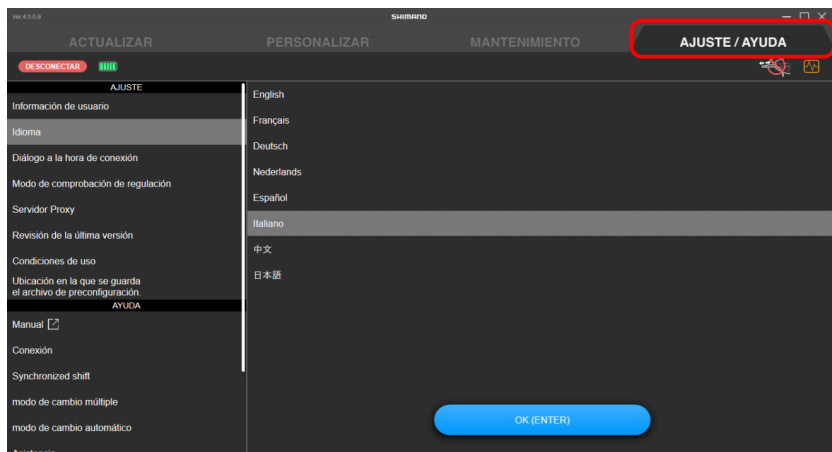 Ver.4.0.0.9
SHIMANO
ACTUALIZAR
PERSONALIZAR
MANTENIMIENTO
AJUSTE / AYUDA
DESCONECTAR
AJUSTE
Información de usuario
Idioma
Diálogo a la hora de conexión
Modo de comprobación de regulación
Servidor Proxy
Revisión de la última versión
Condiciones de uso
Ubicación en la que se guarda
el archivo de preconfiguración.
AYUDA
Manual
Conexión
Synchronized shift
modo de cambio múltiple
modo de cambio automático
English
Français
Deutsch
Nederlands
Español
Italiano
中文
日本語
OK (ENTER)